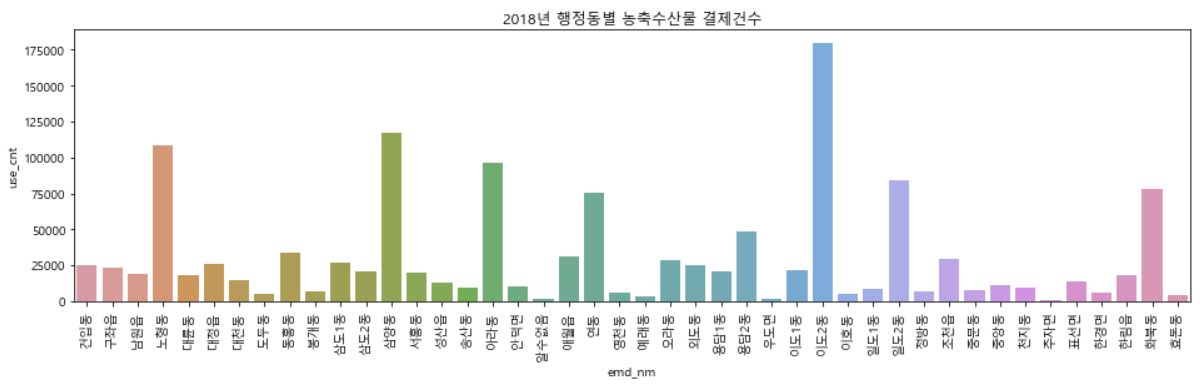 2018년 행정동별 농축수산물 결제건수
175000
150000
125000
100000
75000
50000
25000
0
use_cnt
건입동
구좌읍
남원읍
노형동
대륜동
대정읍
대천동
도두동
동홍동
봉개동
삼도1동
삼도2동
삼양동
서홍동
성산읍
송산동
아라동
안덕면
알수없음
애월읍
연동
영천동
예래동
오라동
외도동
용담1동
용담2동
우도면
이도1동
이도2동
이호동
일도1동
일도2동
정방동
조천읍
중문동
중앙동
천지동
추자면
표선면
한경면
한림읍
화북동
효돈동
emd_nm